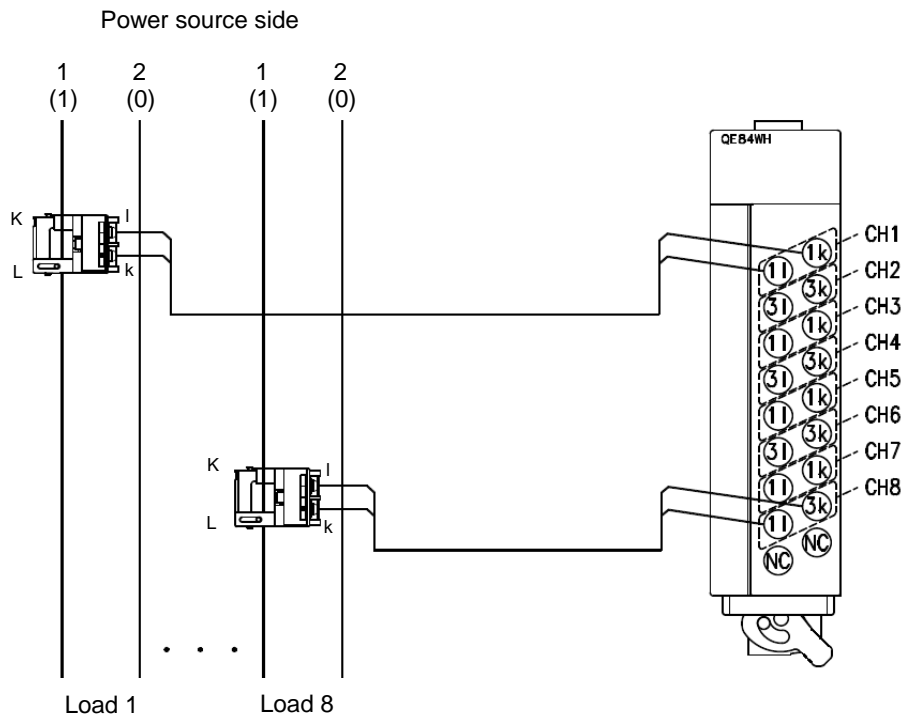 Power source side
1 2 1 2
(1) (0) (1) (0)
QE84WH
K l
L k
K l
L k
1k CH1
1l
3k CH2
3l
1k CH3
1l
3k CH4
3l
1k CH5
1l
3k CH6
3l
1k CH7
1l
3k CH8
1l
NC
NC
. . .
Load 1 Load 8